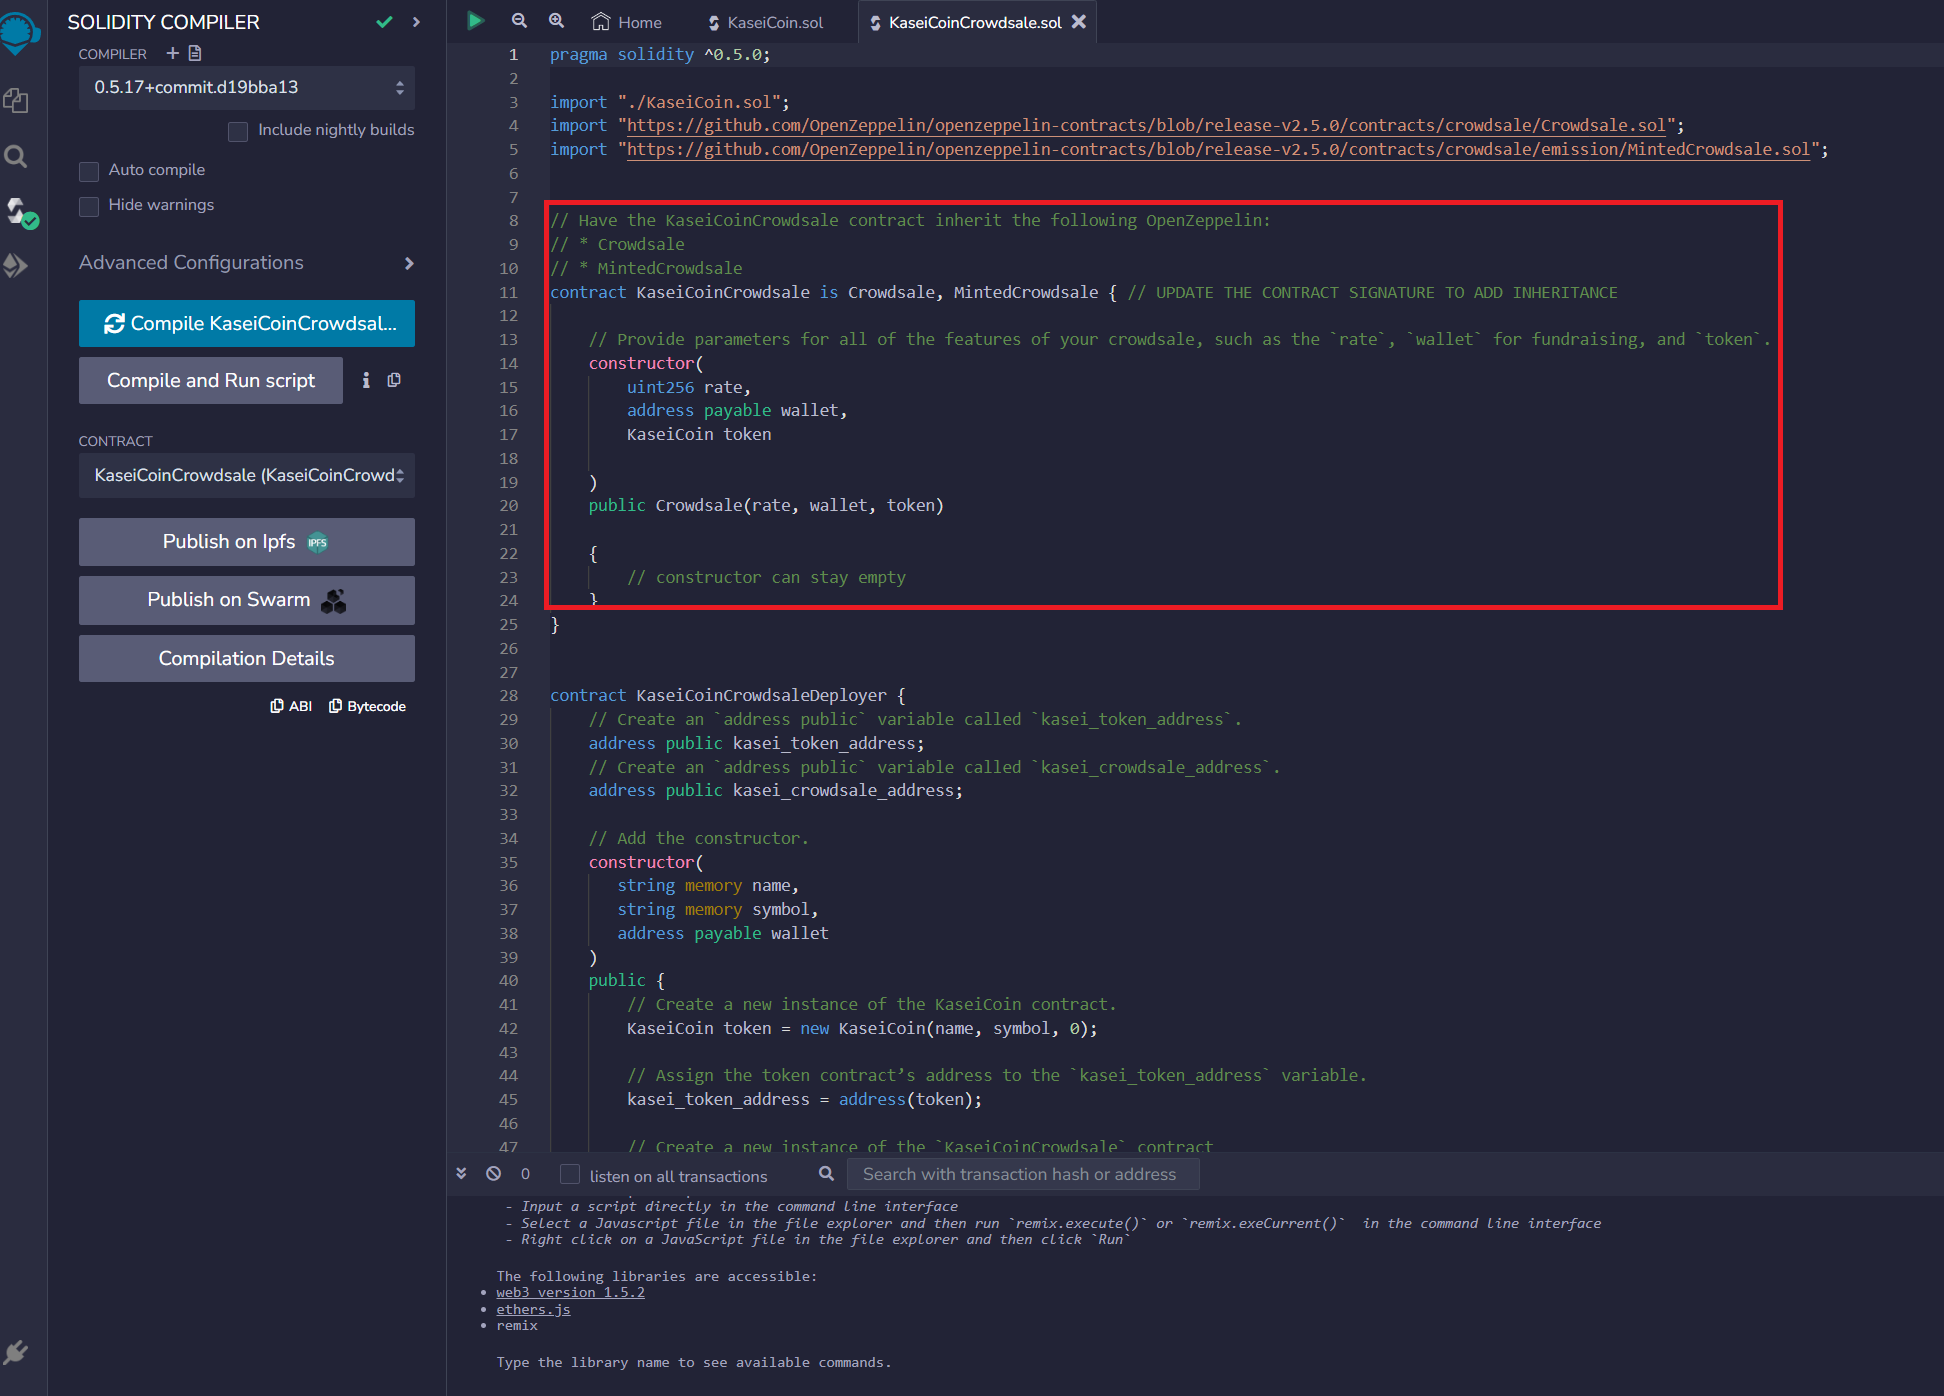 SOLIDITY COMPILER
COMPILER
0.5.17+commit.d19bba13
Include nightly builds
Auto compile
Hide warnings
Advanced Configurations
Compile KaseiCoinCrowdsal...
Compile and Run script
CONTRACT
KaseiCoinCrowdsale (KaseiCoinCrowd
Publish on Ipfs IPFS
Publish on Swarm
Compilation Details
ABI Bytecode
Home KaseiCoin.sol KaseiCoinCrowdsale.sol
1 pragma solidity ^0.5.0;
2
3 import "./KaseiCoin.sol";
4 import "https://github.com/OpenZeppelin/openzeppelin-contracts/blob/release-v2.5.0/contracts/crowdsale/Crowdsale.sol";
5 import "https://github.com/OpenZeppelin/openzeppelin-contracts/blob/release-v2.5.0/contracts/crowdsale/emission/MintedCrowdsale.sol";
6
7
8 // Have the KaseiCoinCrowdsale contract inherit the following OpenZeppelin:
9 // * Crowdsale
10 // * MintedCrowdsale
11 contract KaseiCoinCrowdsale is Crowdsale, MintedCrowdsale { // UPDATE THE CONTRACT SIGNATURE TO ADD INHERITANCE
12
13 // Provide parameters for all of the features of your crowdsale, such as the `rate`, `wallet` for fundraising, and `token`.
14 constructor(
15 uint256 rate,
16 address payable wallet,
17 KaseiCoin token
18
19 )
20 public Crowdsale(rate, wallet, token)
21
22 {
23 // constructor can stay empty
24 }
25 }
26
27
28 contract KaseiCoinCrowdsaleDeployer {
29 // Create an `address public` variable called `kasei_token_address`.
30 address public kasei_token_address;
31 // Create an `address public` variable called `kasei_crowdsale_address`.
32 address public kasei_crowdsale_address;
33
34 // Add the constructor.
35 constructor(
36 string memory name,
37 string memory symbol,
38 address payable wallet
39 )
40 public {
41 // Create a new instance of the KaseiCoin contract.
42 KaseiCoin token = new KaseiCoin(name, symbol, 0);
43
44 // Assign the token contract’s address to the `kasei_token_address` variable.
45 kasei_token_address = address(token);
46
47 // Create a new instance of the `KaseiCoinCrowdsale` contract
0 listen on all transactions Search with transaction hash or address
- Input a script directly in the command line interface
- Select a Javascript file in the file explorer and then run `remix.execute()` or `remix.exeCurrent()` in the command line interface
- Right click on a JavaScript file in the file explorer and then click `Run`
The following libraries are accessible:
• web3 version 1.5.2
• ethers.js
• remix
Type the library name to see available commands.